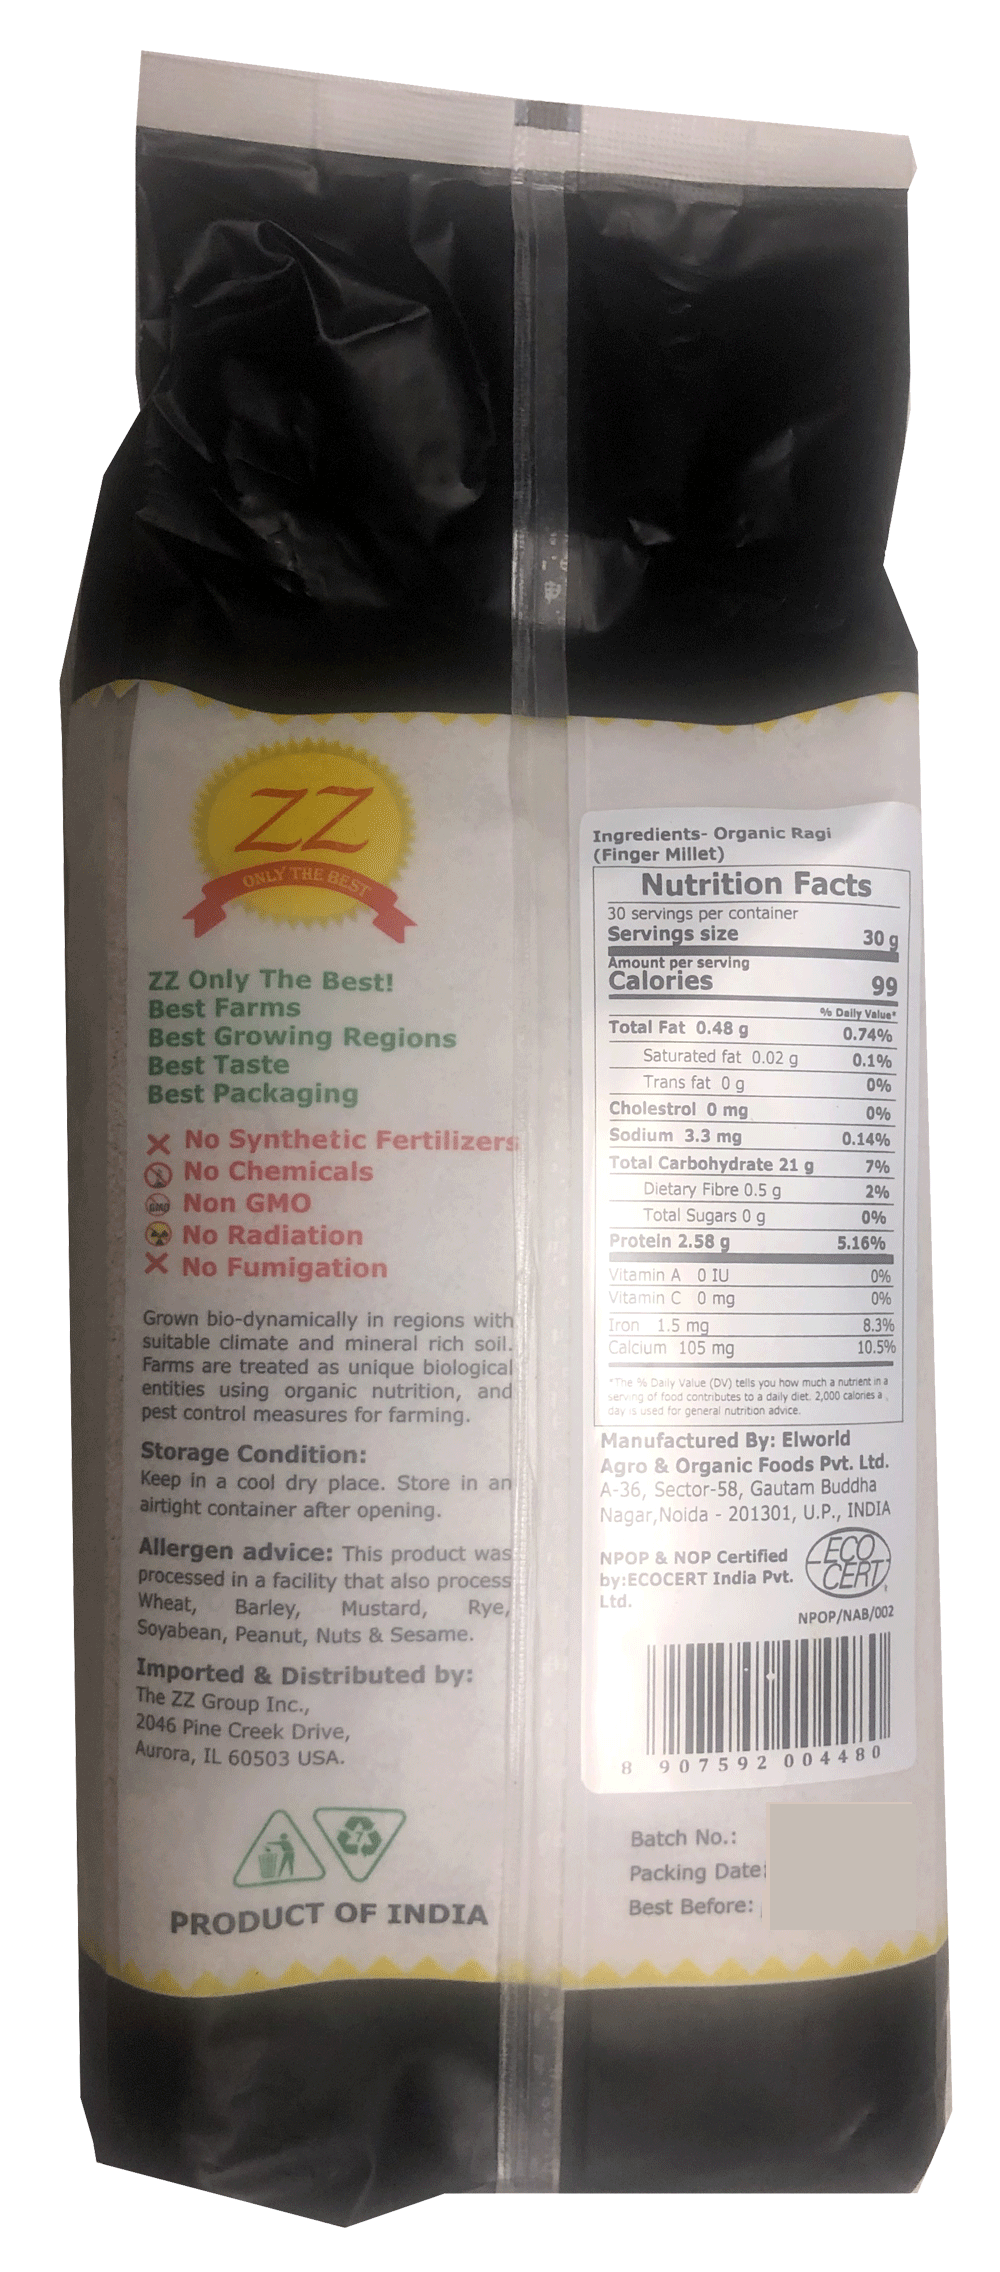 ZZ
ONLY THE BEST
ZZ Only The Best!
Best Farms
Best Growing Regions
Best Taste
Best Packaging
No Synthetic Fertilizers
No Chemicals
GMO
Non GMO
No Radiation
No Fumigation
Grown bio-dynamically in regions with
suitable climate and mineral rich soil.
Farms are treated as unique biological
entities using organic nutrition, and
pest control measures for farming.
Storage Condition:
Keep in a cool dry place. Store in an
airtight container after opening.
Allergen advice: This product was
processed in a facility that also process
Wheat, Barley, Mustard, Rye,
Soyabean, Peanut, Nuts & Sesame.
Imported & Distributed by:
The ZZ Group Inc.,
2046 Pine Creek Drive,
Aurora, IL 60503 USA.
7
PRODUCT OF INDIA
Ingredients- Organic Ragi
(Finger Millet)
Nutrition Facts
30 servings per container
Servings size 30 g
Amount per serving
Calories 99
% Daily Value*
Total Fat 0.48 g 0.74%
Saturated fat 0.02 g 0.1%
Trans fat 0 g 0%
Cholestrol 0 mg 0%
Sodium 3.3 mg 0.14%
Total Carbohydrate 21 g 7%
Dietary Fibre 0.5 g 2%
Total Sugars 0 g 0%
Protein 2.58 g 5.16%
Vitamin A 0 IU 0%
Vitamin C 0 mg 0%
Iron 1.5 mg 8.3%
Calcium 105 mg 10.5%
*The % Daily Value (DV) tells you how much a nutrient in a
serving of food contributes to a daily diet. 2,000 calories a
day is used for general nutrition advice.
Manufactured By: Elworld
Agro & Organic Foods Pvt. Ltd.
A-36, Sector-58, Gautam Buddha
Nagar,Noida - 201301, U.P., INDIA
NPOP & NOP Certified
by:ECOCERT India Pvt.
Ltd.
ECO
CERT
NPOP/NAB/002
8 907592 004480
Batch No.:
Packing Date:
Best Before: